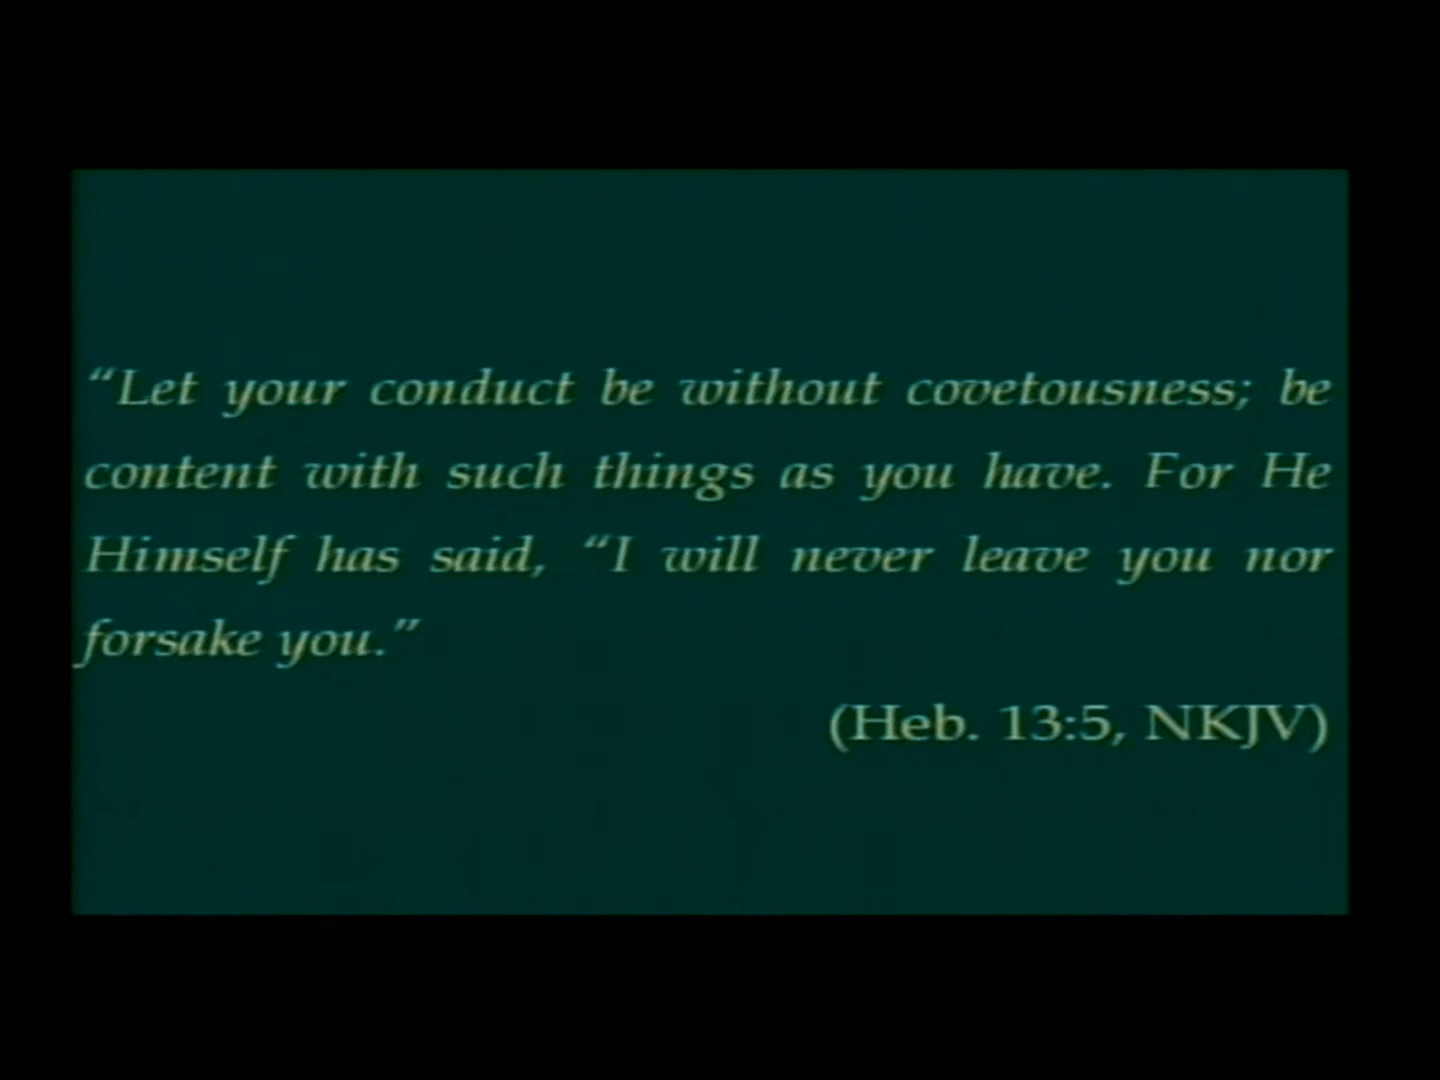 “Let your conduct be without covetousness; be
content with such things as you have. For He
Himself has said, “I will never leave you nor
forsake you.”
(Heb. 13:5, NKJV)